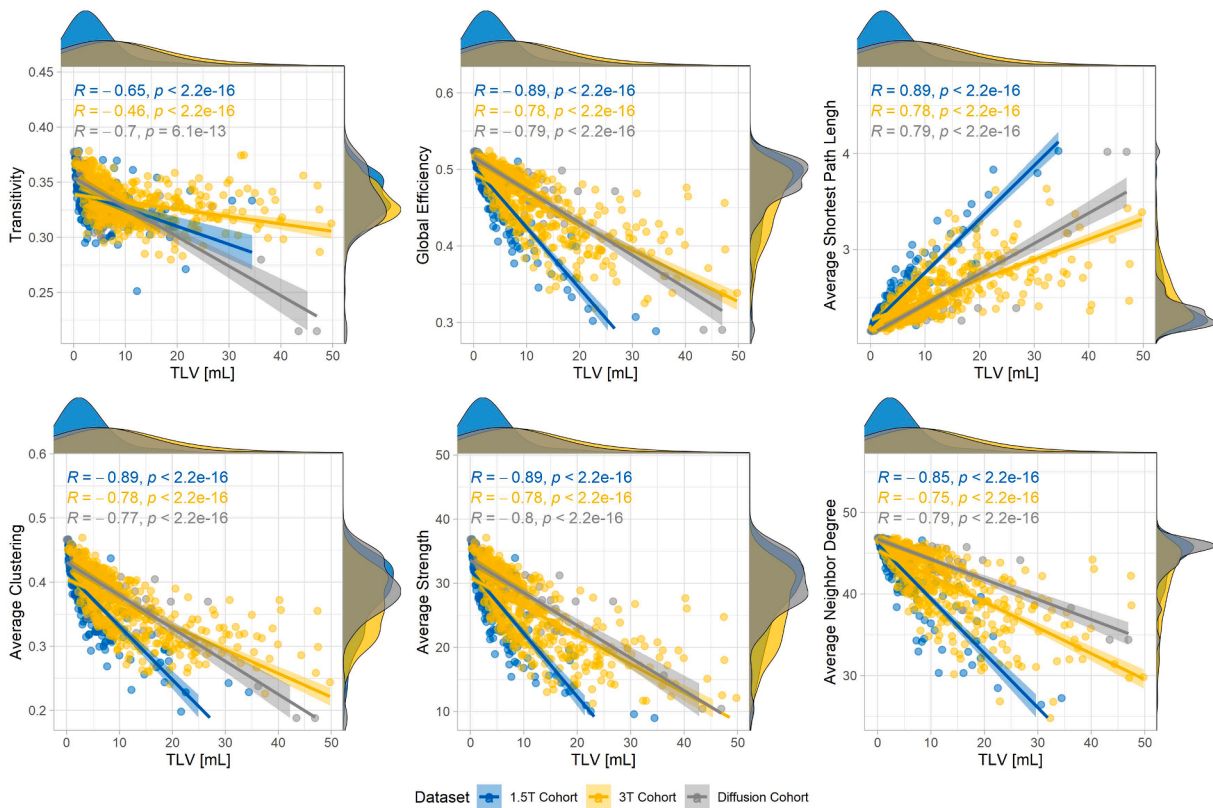 0.45
0.40
0.35
0.30
0.25
R = − 0.65, p < 2.2e-16
R = − 0.46, p < 2.2e-16
R = − 0.7, p = 6.1e-13
Transitivity
0 10 20 30 40 50
TLV [mL]
0.6
0.5
0.4
0.3
R = − 0.89, p < 2.2e-16
R = − 0.78, p < 2.2e-16
R = − 0.79, p < 2.2e-16
Global Efficiency
0 10 20 30 40 50
TLV [mL]
4
3
R = 0.89, p < 2.2e-16
R = 0.78, p < 2.2e-16
R = 0.79, p < 2.2e-16
Average Shortest Path Lengh
0 10 20 30 40 50
TLV [mL]
0.6
0.5
0.4
0.3
0.2
R = − 0.89, p < 2.2e-16
R = − 0.78, p < 2.2e-16
R = − 0.77, p < 2.2e-16
Average Clustering
0 10 20 30 40 50
TLV [mL]
50
40
30
20
10
R = − 0.89, p < 2.2e-16
R = − 0.78, p < 2.2e-16
R = − 0.8, p < 2.2e-16
Average Strength
0 10 20 30 40 50
TLV [mL]
50
40
30
R = − 0.85, p < 2.2e-16
R = − 0.75, p < 2.2e-16
R = − 0.79, p < 2.2e-16
Average Neighbor Degree
0 10 20 30 40 50
TLV [mL]
Dataset a 1.5T Cohort a 3T Cohort a Diffusion Cohort